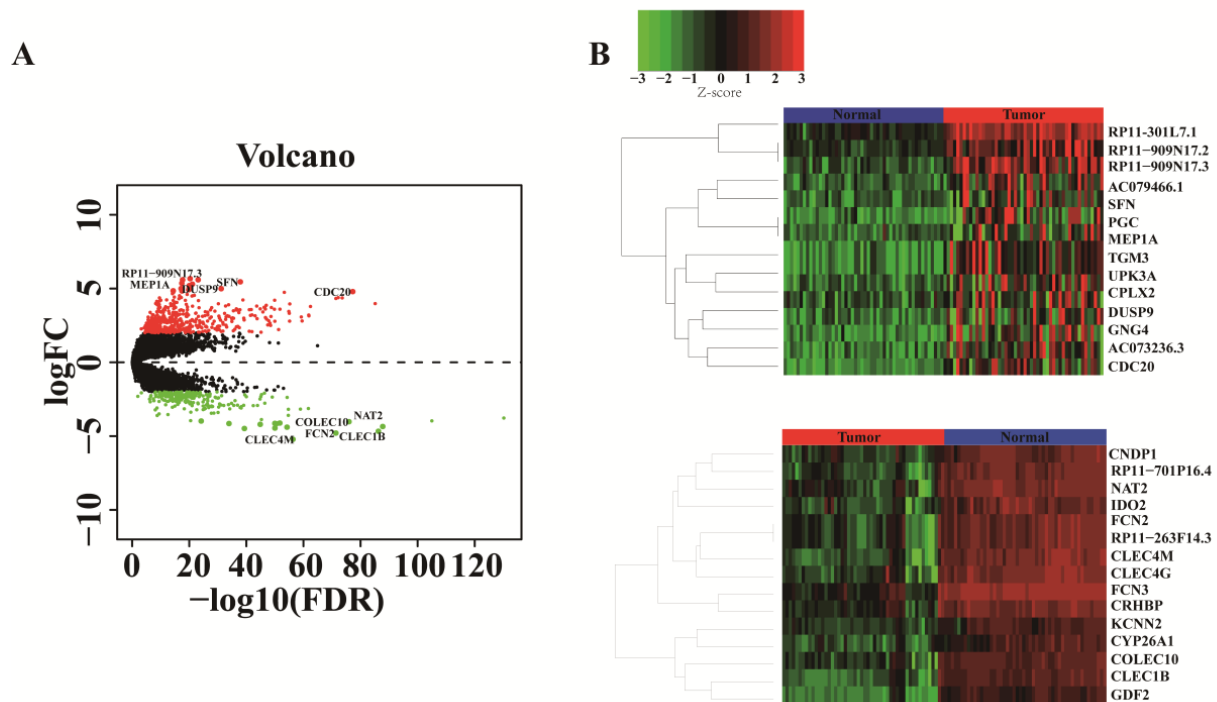 A
Volcano
logFC
10
5
0
−5
−10
RP11−909N17.3
MEP1A
DUSP9
SFN
CDC20
COLEC10
NAT2
FCN2
CLEC1B
CLEC4M
0 20 40 60 80 100 120
−log10(FDR)
B
−3 −2 −1 0 1 2 3
Z-score
Normal Tumor
RP11-301L7.1
RP11−909N17.2
RP11−909N17.3
AC079466.1
SFN
PGC
MEP1A
TGM3
UPK3A
CPLX2
DUSP9
GNG4
AC073236.3
CDC20
Tumor Normal
CNDP1
RP11−701P16.4
NAT2
IDO2
FCN2
RP11−263F14.3
CLEC4M
CLEC4G
FCN3
CRHBP
KCNN2
CYP26A1
COLEC10
CLEC1B
GDF2